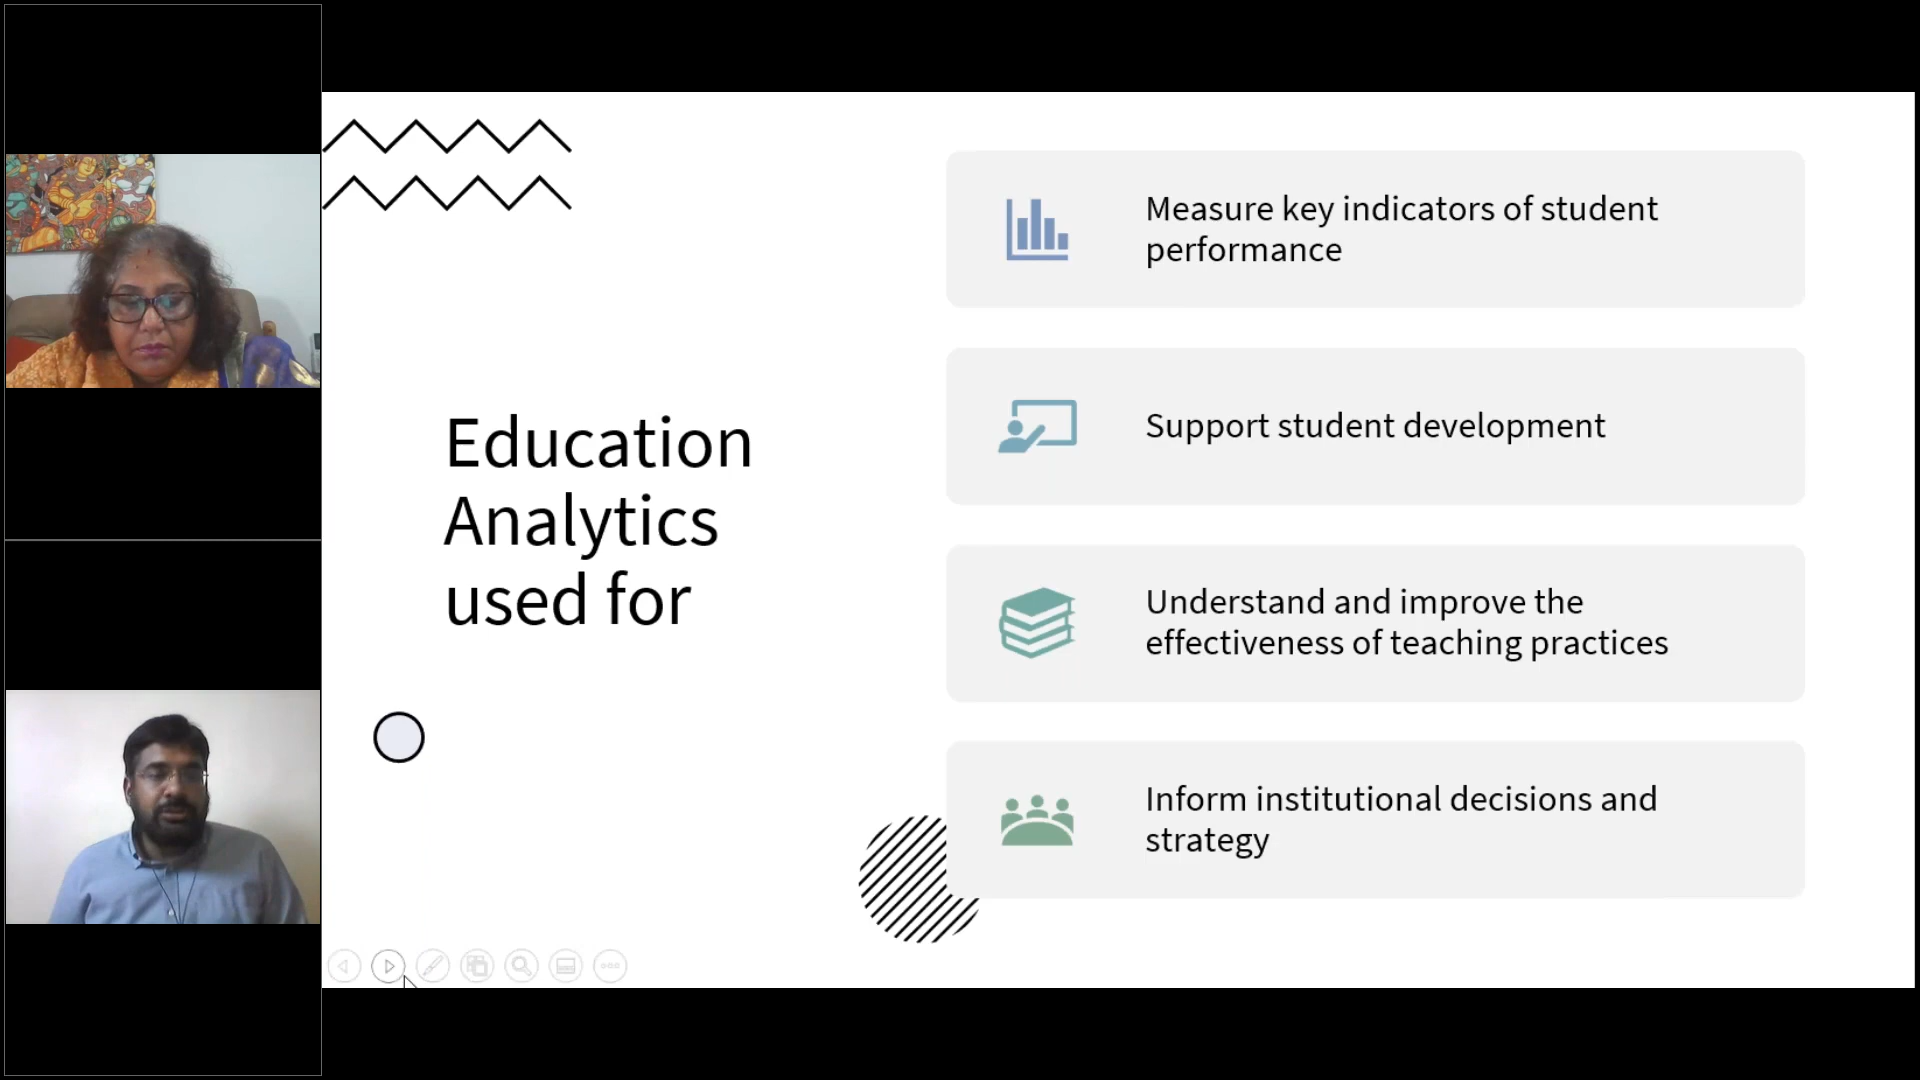 Education
Analytics
used for
Measure key indicators of student
performance
Support student development
Understand and improve the
effectiveness of teaching practices
Inform institutional decisions and
strategy